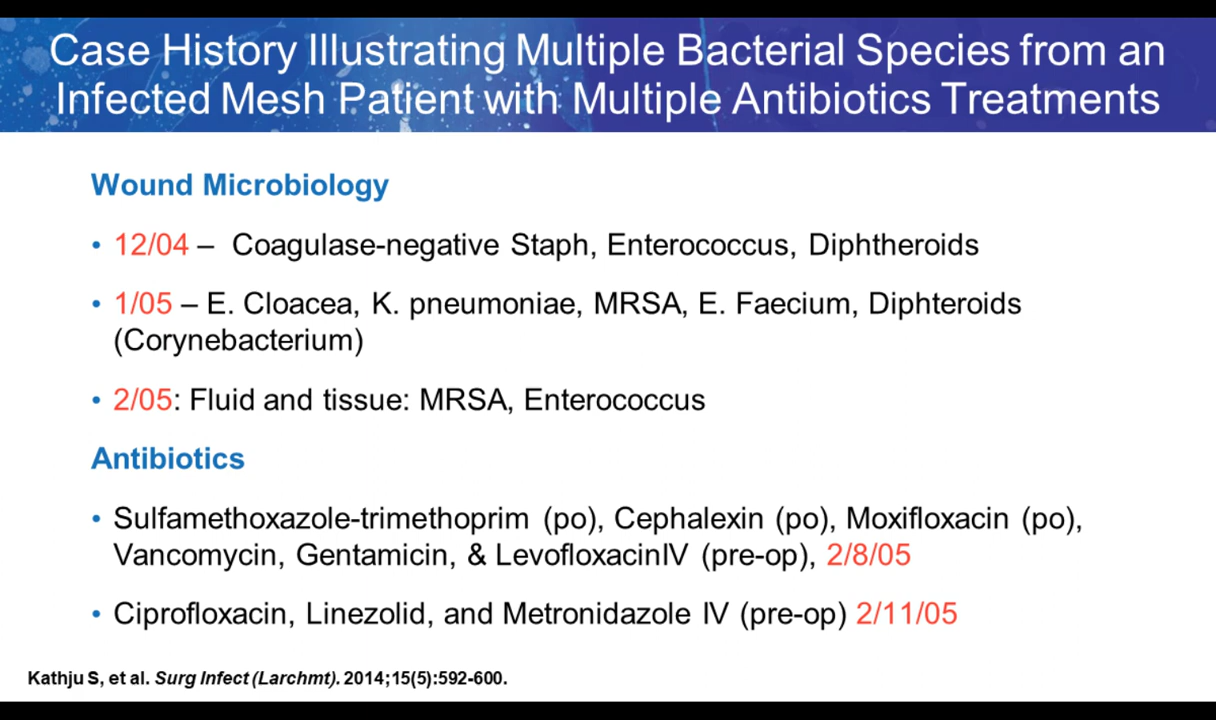 Case History Illustrating Multiple Bacterial Species from an
Infected Mesh Patient with Multiple Antibiotics Treatments
Wound Microbiology
• 12/04 – Coagulase-negative Staph, Enterococcus, Diphtheroids
• 1/05 – E. Cloacea, K. pneumoniae, MRSA, E. Faecium, Diphteroids
(Corynebacterium)
• 2/05: Fluid and tissue: MRSA, Enterococcus
Antibiotics
• Sulfamethoxazole-trimethoprim (po), Cephalexin (po), Moxifloxacin (po),
Vancomycin, Gentamicin, & LevofloxacinIV (pre-op), 2/8/05
• Ciprofloxacin, Linezolid, and Metronidazole IV (pre-op) 2/11/05
Kathju S, et al. Surg Infect (Larchmt). 2014;15(5):592-600.